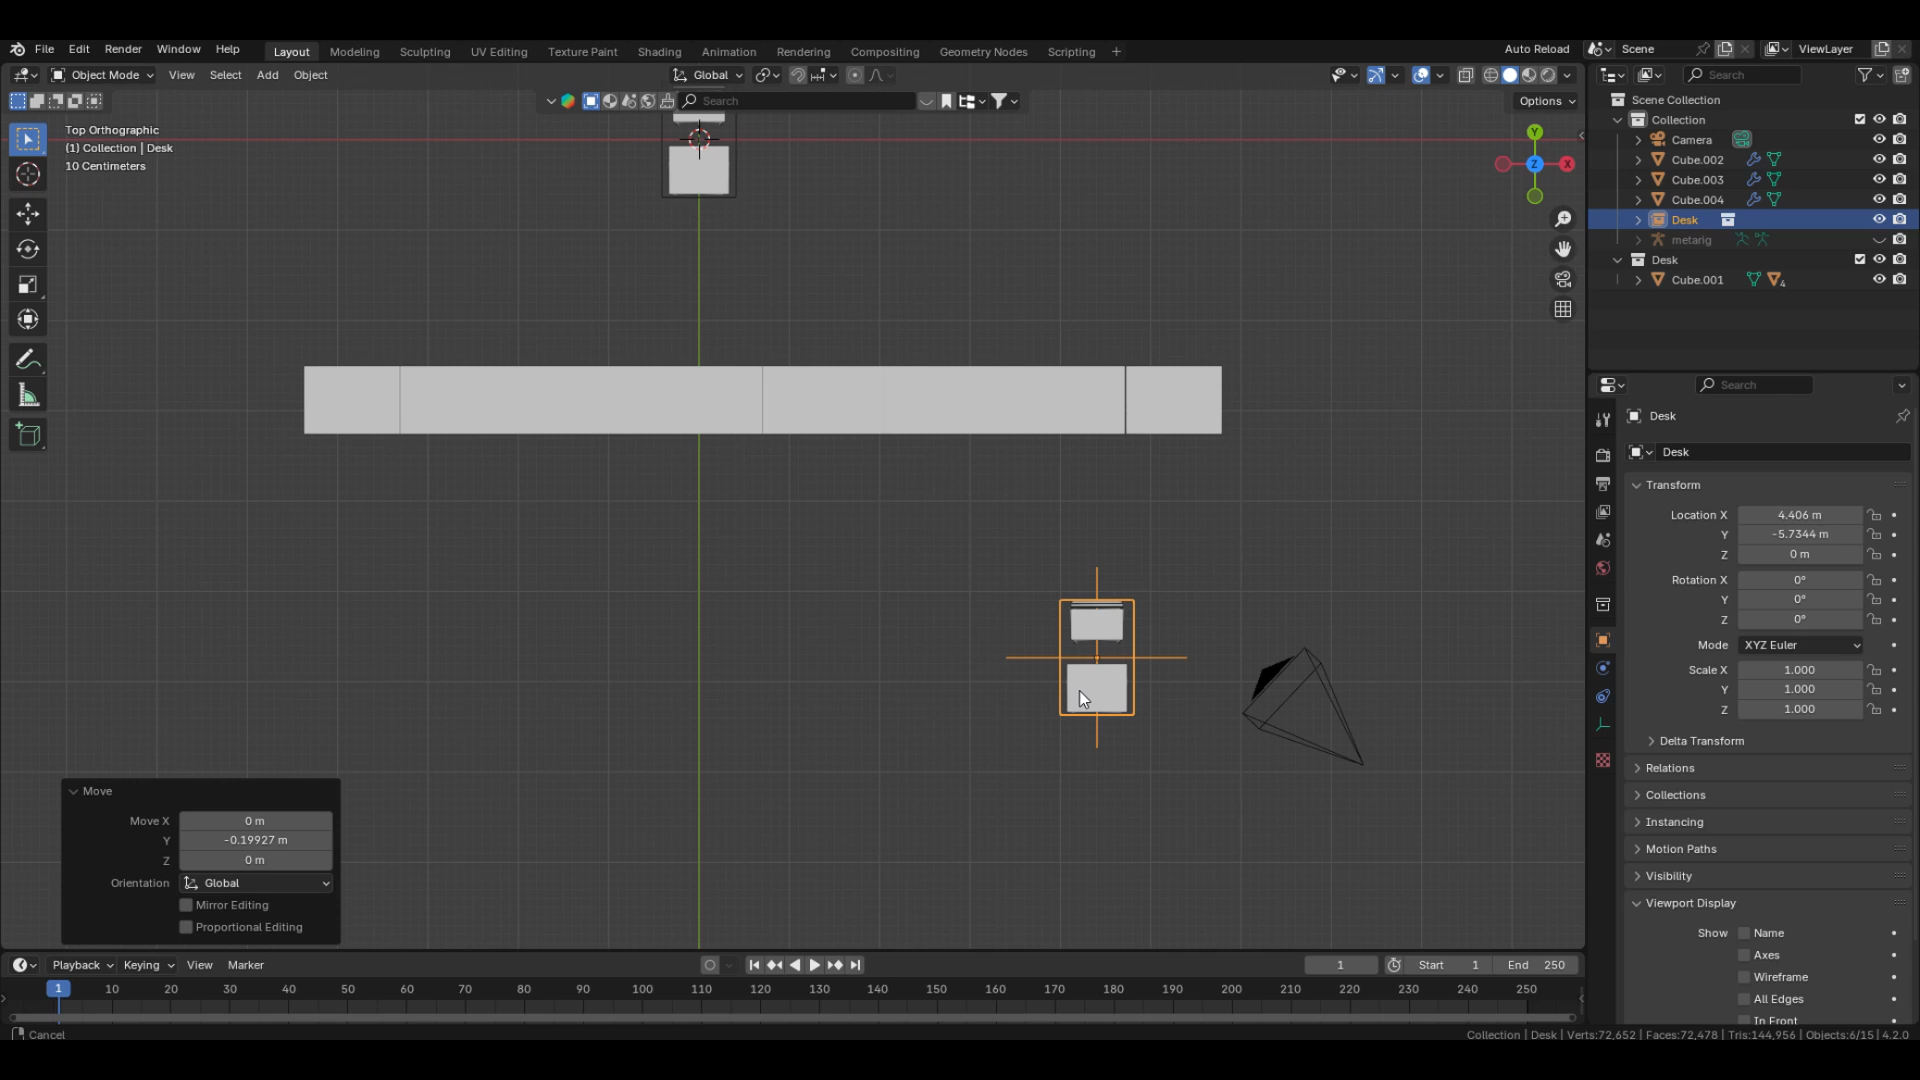 File Edit Render Window Help Layout Modeling Sculpting UV Editing Texture Paint Shading Animation Rendering Compositing Geometry Nodes Scripting + Auto Reload Scene ViewLayer
Object Mode View Select Add Object Global Search
Search Options
Top Orthographic
(1) Collection | Desk
10 Centimeters
Y
Z X
Scene Collection
Collection
Camera
Cube.002
Cube.003
Cube.004
Desk
metarig
Desk
Cube.001 4
Search
Desk
Desk
Transform
Location X 4.406 m
Y -5.7344 m
Z 0 m
Rotation X 0°
Y 0°
Z 0°
Mode XYZ Euler
Scale X 1.000
Y 1.000
Z 1.000
Delta Transform
Relations
Collections
Instancing
Motion Paths
Visibility
Viewport Display
Show Name
Axes
Wireframe
All Edges
In Front
Move
Move X 0 m
Y -0.19927 m
Z 0 m
Orientation Global
Mirror Editing
Proportional Editing
Playback Keying View Marker 1 Start 1 End 250
1 10 20 30 40 50 60 70 80 90 100 110 120 130 140 150 160 170 180 190 200 210 220 230 240 250
Cancel Collection | Desk | Verts:72,652 | Faces:72,478 | Tris:144,956 | Objects:6/15 | 4.2.0